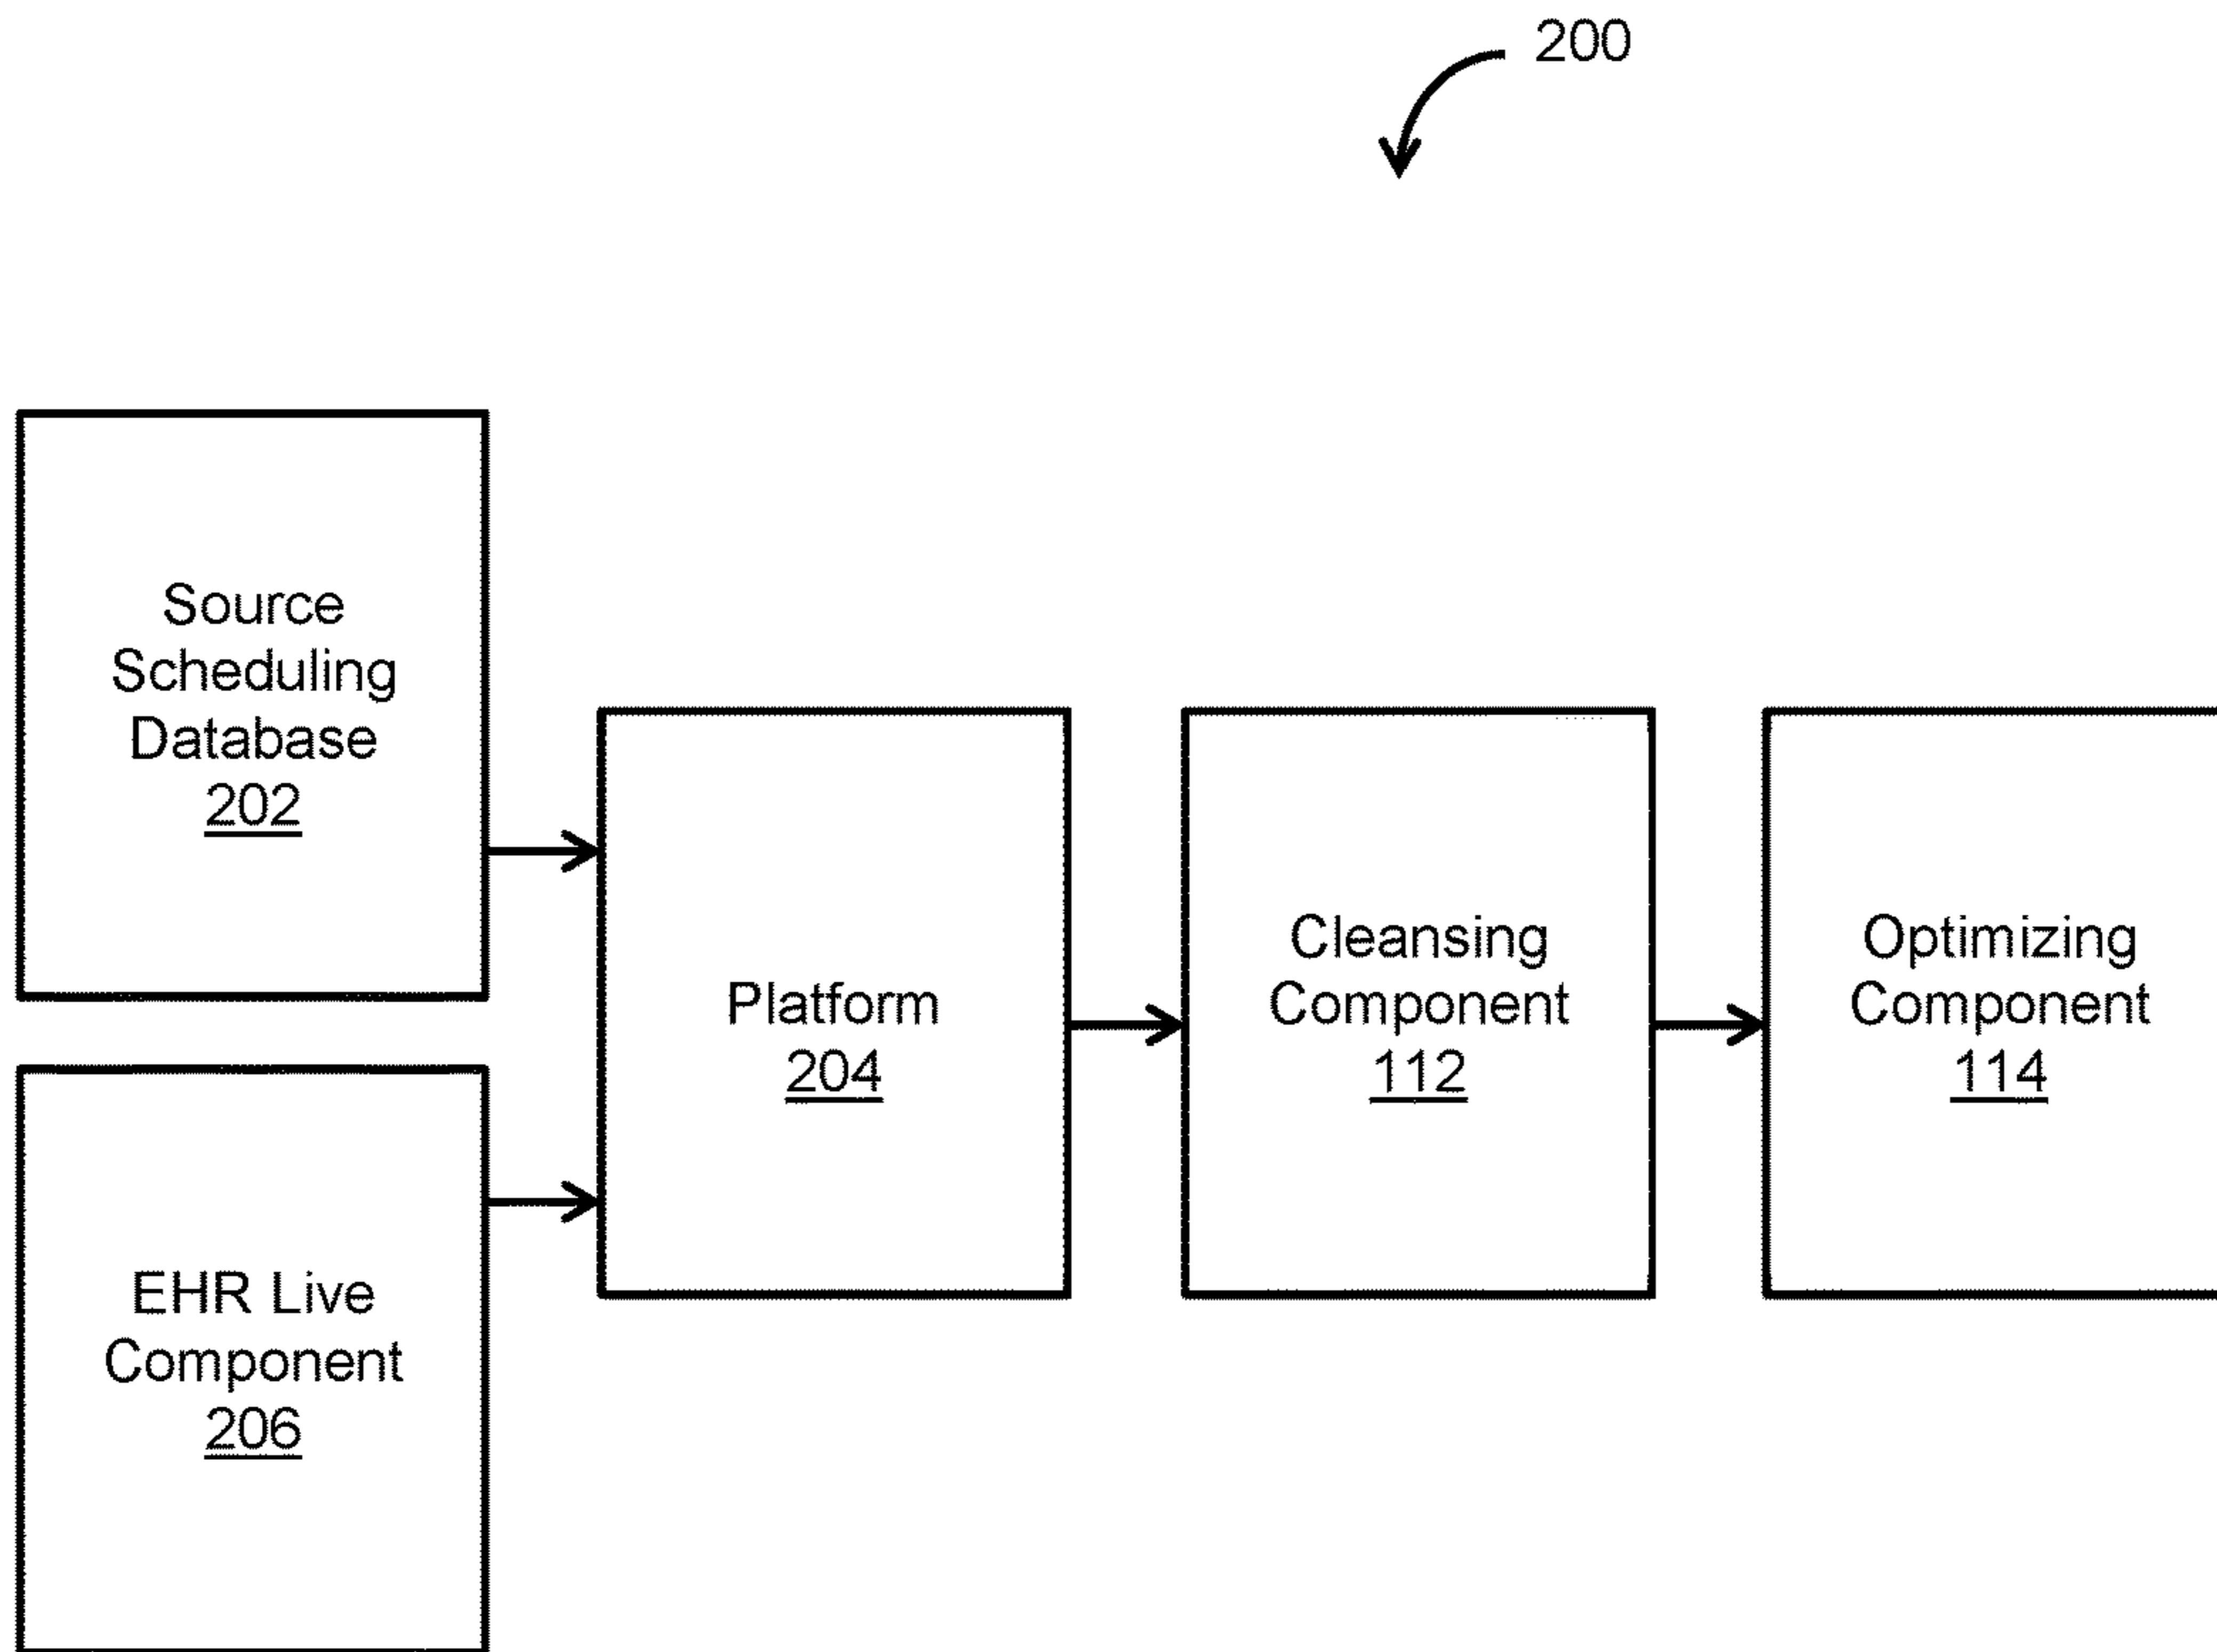 200
Source
Scheduling
Database
202
EHR Live
Component
206
Platform
204
Cleansing
Component
112
Optimizing
Component
114